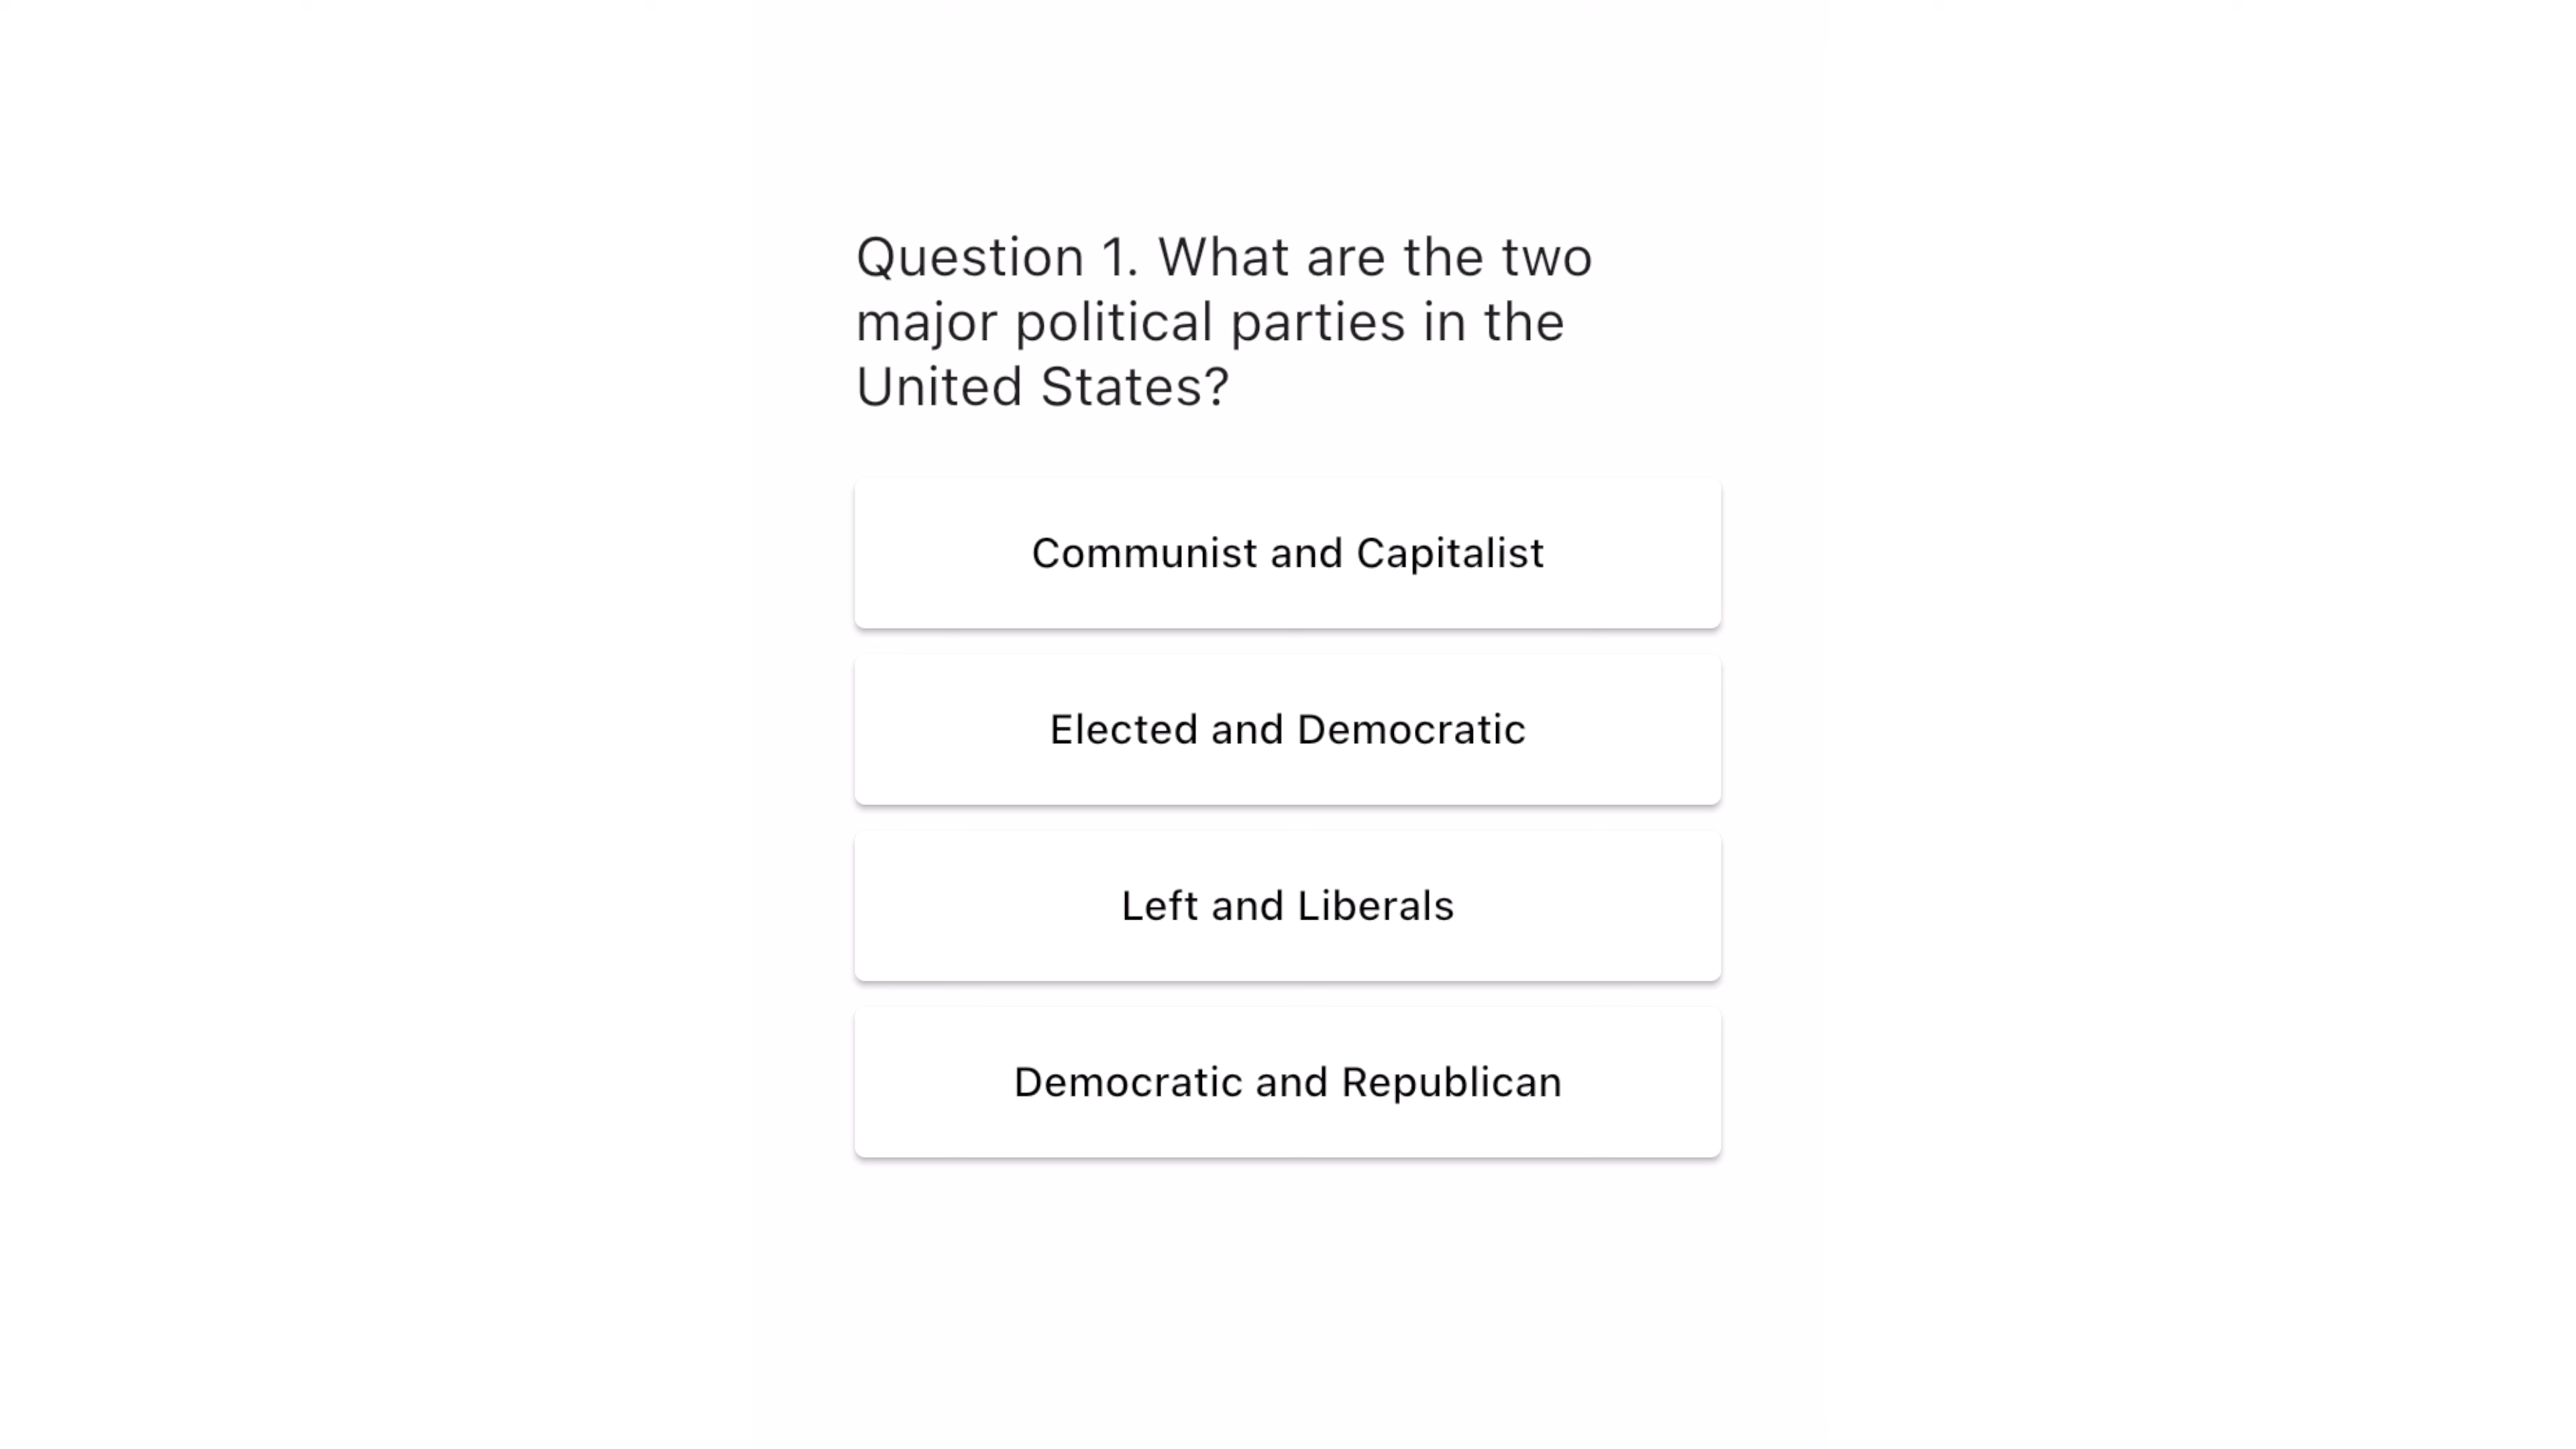 Question 1. What are the two
major political parties in the
United States?
Communist and Capitalist
Elected and Democratic
Left and Liberals
Democratic and Republican